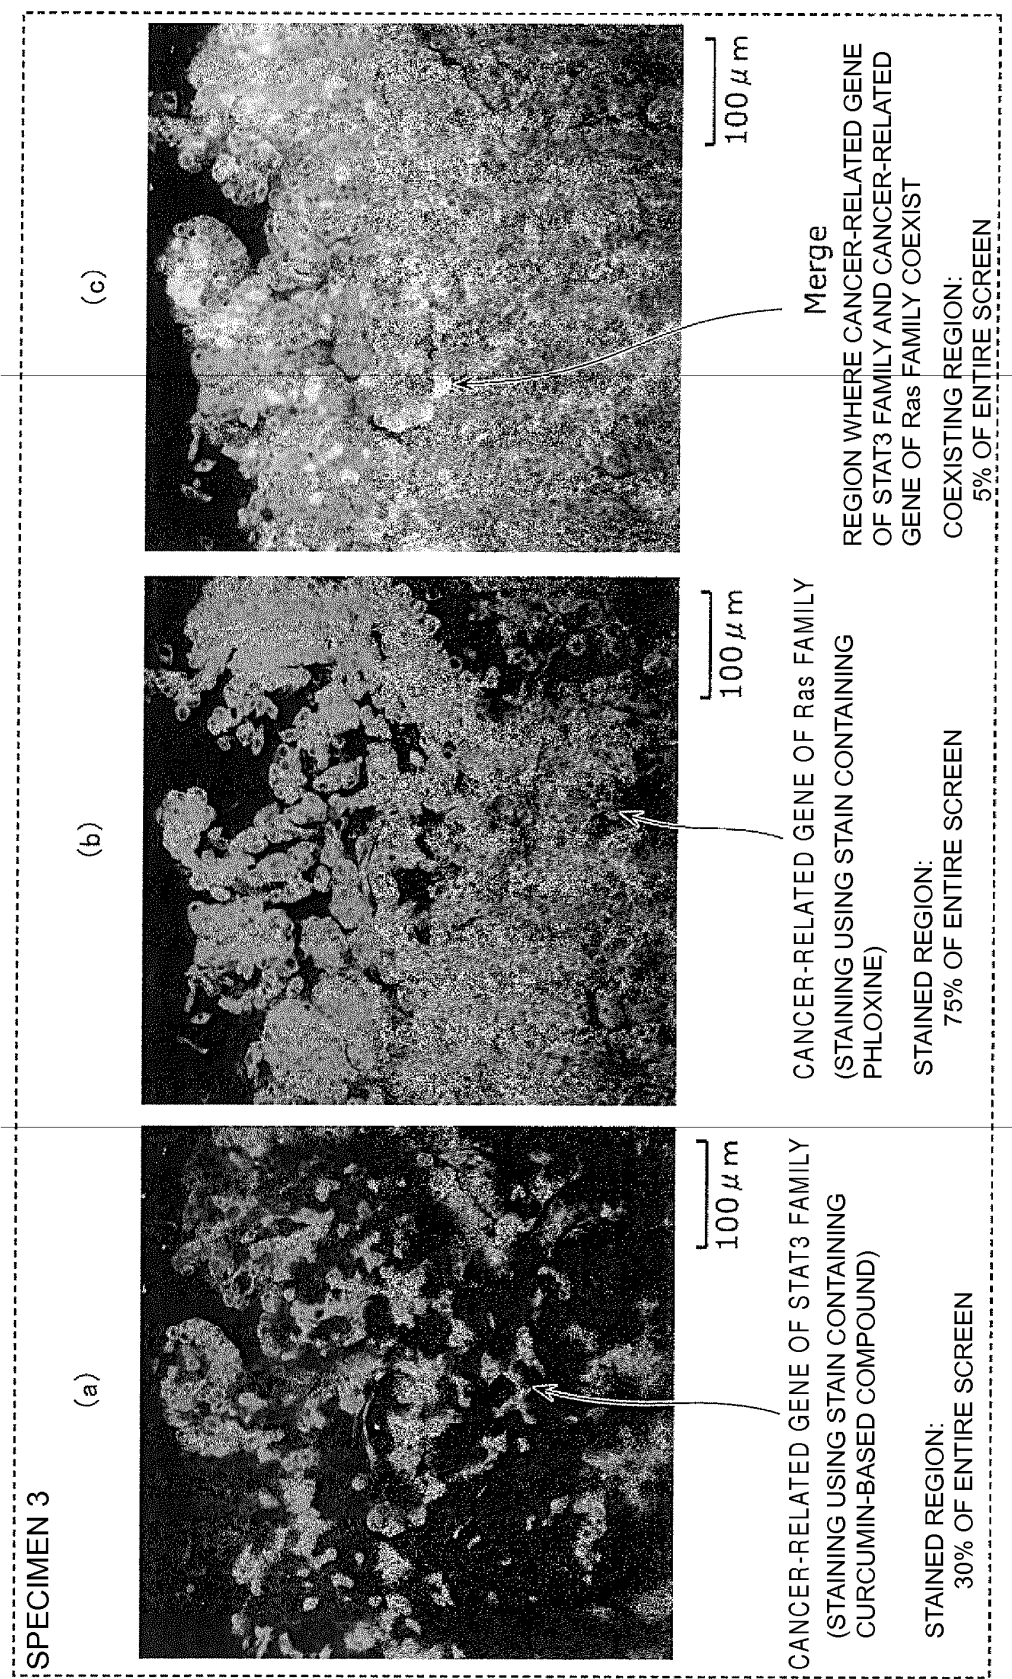 SPECIMEN 3
(a)
100 μm
CANCER-RELATED GENE OF STAT3 FAMILY
(STAINING USING STAIN CONTAINING
CURCUMIN-BASED COMPOUND)
STAINED REGION:
30% OF ENTIRE SCREEN
(b)
100 μm
CANCER-RELATED GENE OF Ras FAMILY
(STAINING USING STAIN CONTAINING
PHLOXINE)
STAINED REGION:
75% OF ENTIRE SCREEN
(c)
100 μm
Merge
REGION WHERE CANCER-RELATED GENE
OF STAT3 FAMILY AND CANCER-RELATED
GENE OF Ras FAMILY COEXIST
COEXISTING REGION:
5% OF ENTIRE SCREEN